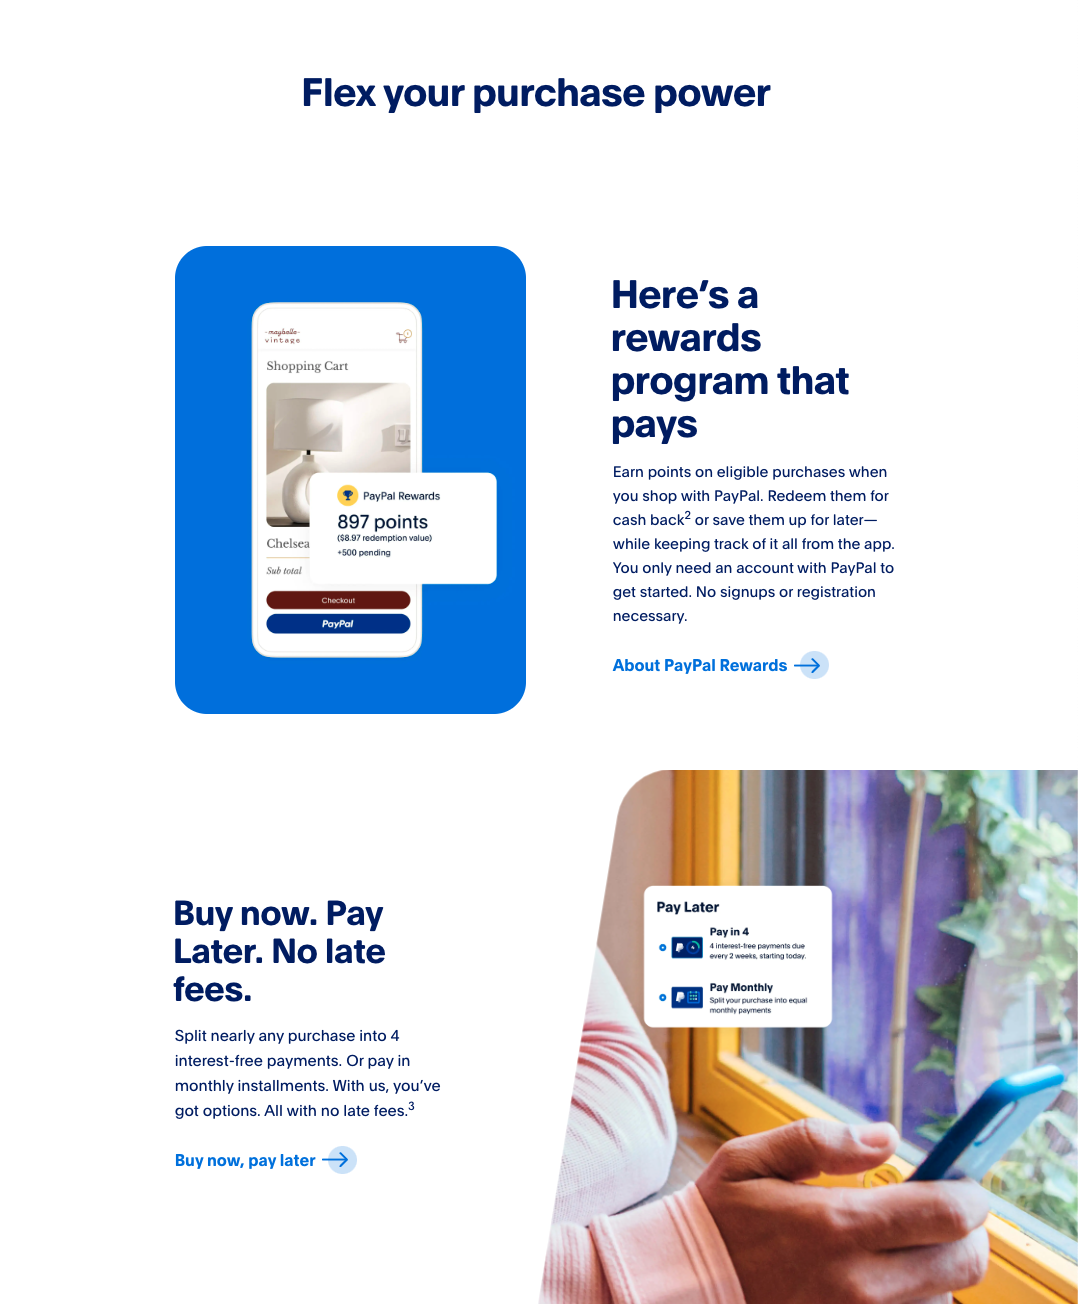 Flex your purchase power
maybelle
vintage
Shopping Cart
PayPal Rewards
897 points
($8.97 redemption value)
+500 pending
Chelsea
Sub total
Checkout
PayPal
Here’s a
rewards
program that
pays
Earn points on eligible purchases when
you shop with PayPal. Redeem them for
cash back2 or save them up for later—
while keeping track of it all from the app.
You only need an account with PayPal to
get started. No signups or registration
necessary.
About PayPal Rewards
Buy now. Pay
Later. No late
fees.
Split nearly any purchase into 4
interest-free payments. Or pay in
monthly installments. With us, you’ve
got options. All with no late fees.3
Buy now, pay later
Pay Later
Pay in 4
4 interest-free payments due
every 2 weeks, starting today.
Pay Monthly
Split your purchase into equal
monthly payments